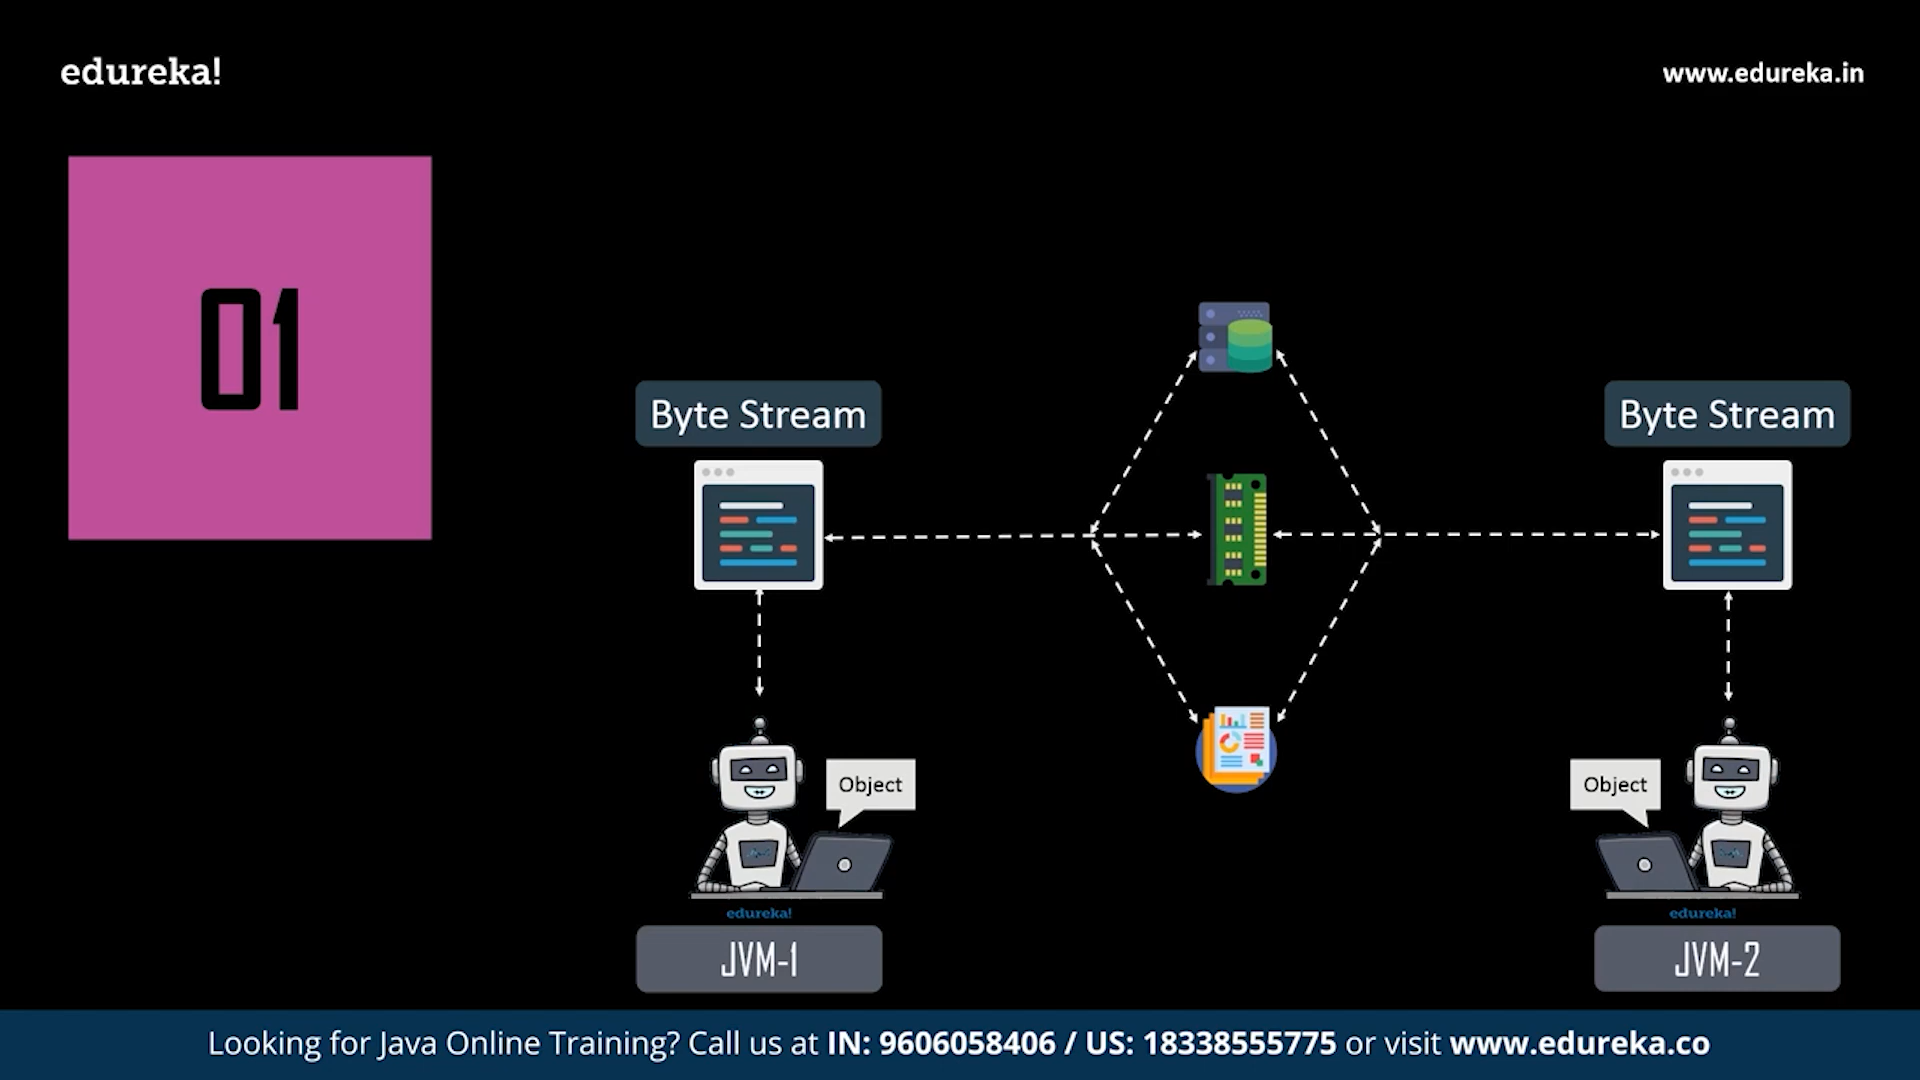 edureka!
www.edureka.in
01
Byte Stream
Byte Stream
Object
Object
edureka!
edureka!
JVM-1
JVM-2
Looking for Java Online Training? Call us at IN: 9606058406 / US: 18338555775 or visit www.edureka.co